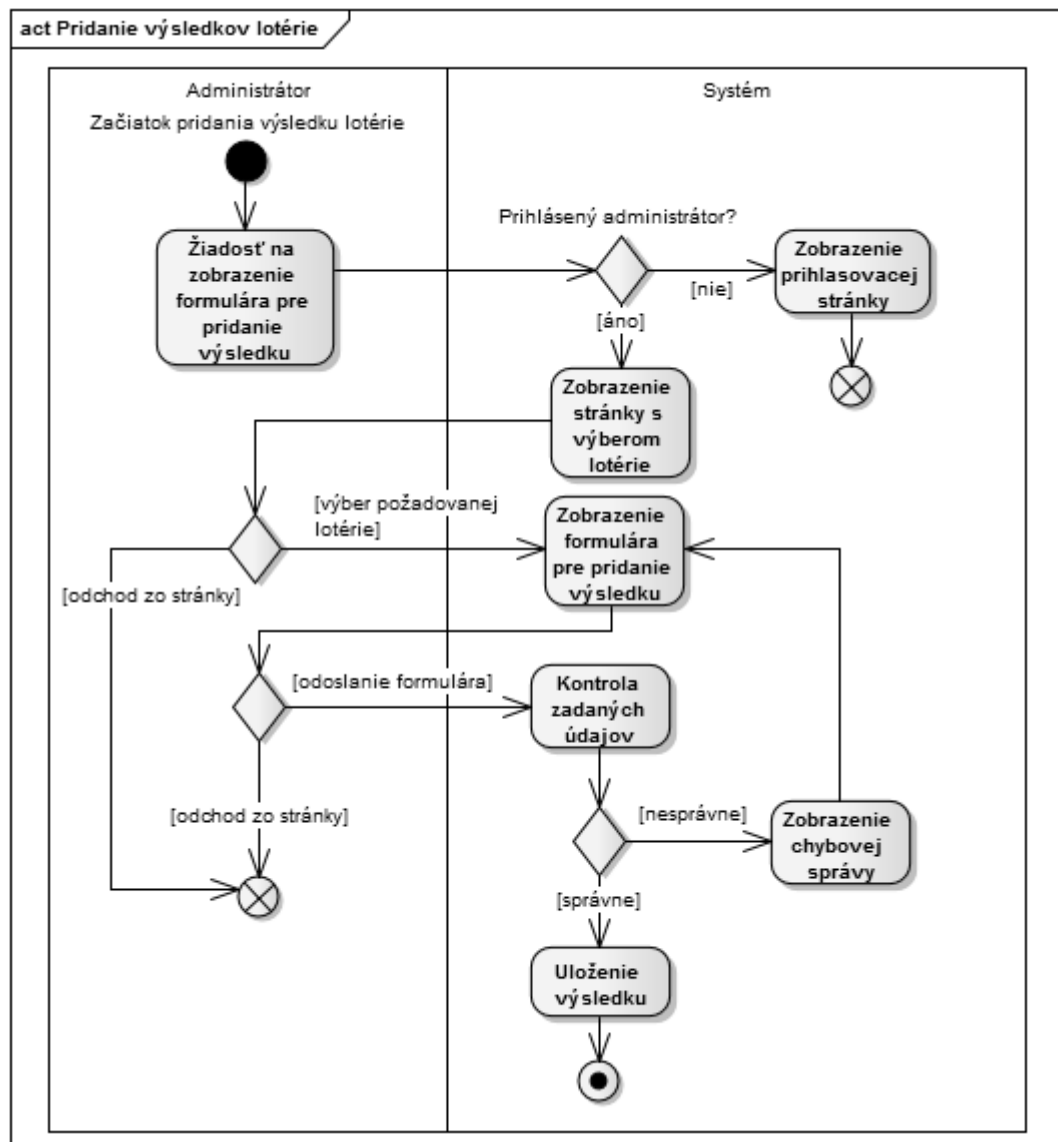 act Pridanie výsledkov lotérie
Administrátor
Systém
Začiatok pridania výsledku lotérie
Žiadosť na
zobrazenie
formulára pre
pridanie
výsledku
Prihlásený administrátor?
[nie]
Zobrazenie
prihlasovacej
stránky
[áno]
Zobrazenie
stránky s
výberom
lotérie
[výber požadovanej
lotérie]
[odchod zo stránky]
Zobrazenie
formulára
pre pridanie
výsledku
[odoslanie formulára]
Kontrola
zadaných
údajov
[odchod zo stránky]
[nesprávne]
Zobrazenie
chybovej
správy
[správne]
Uloženie
výsledku